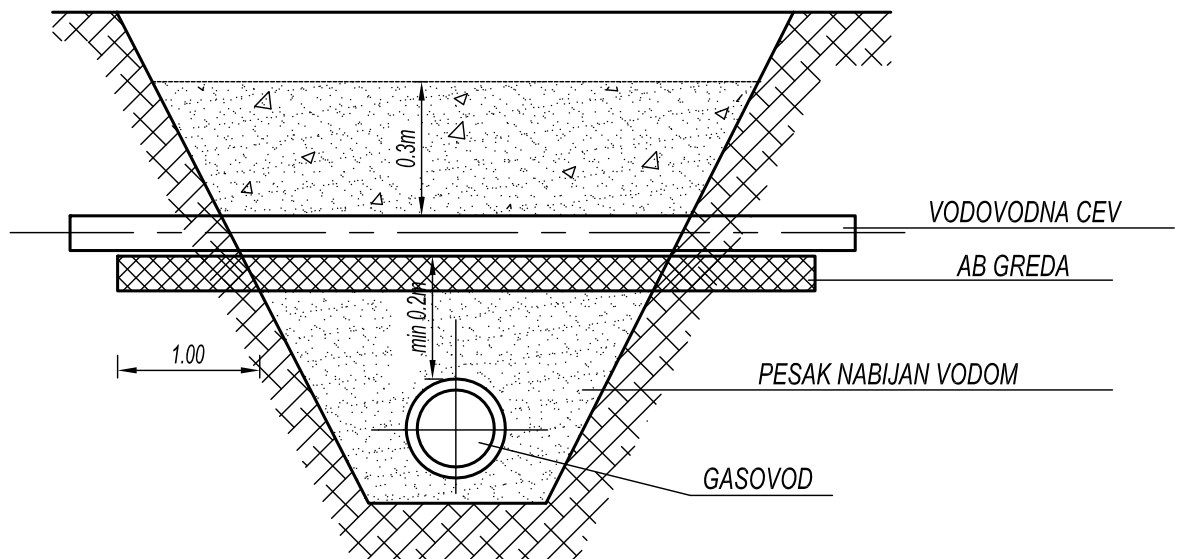 0.3m
VODOVODNA CEV
AB GREDA
min 0.2m
1.00
PESAK NABIJAN VODOM
GASOVOD